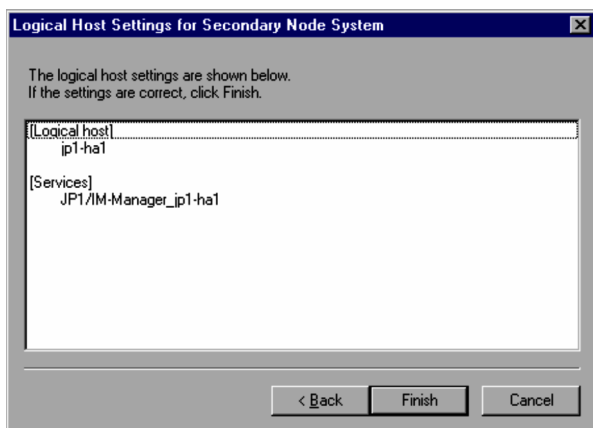 Logical Host Settings for Secondary Node System
The logical host settings are shown below.
If the settings are correct, click Finish.
[Logical host]
jp1-ha1
[Services]
JP1/IM-Manager_jp1-ha1
< Back
Finish
Cancel